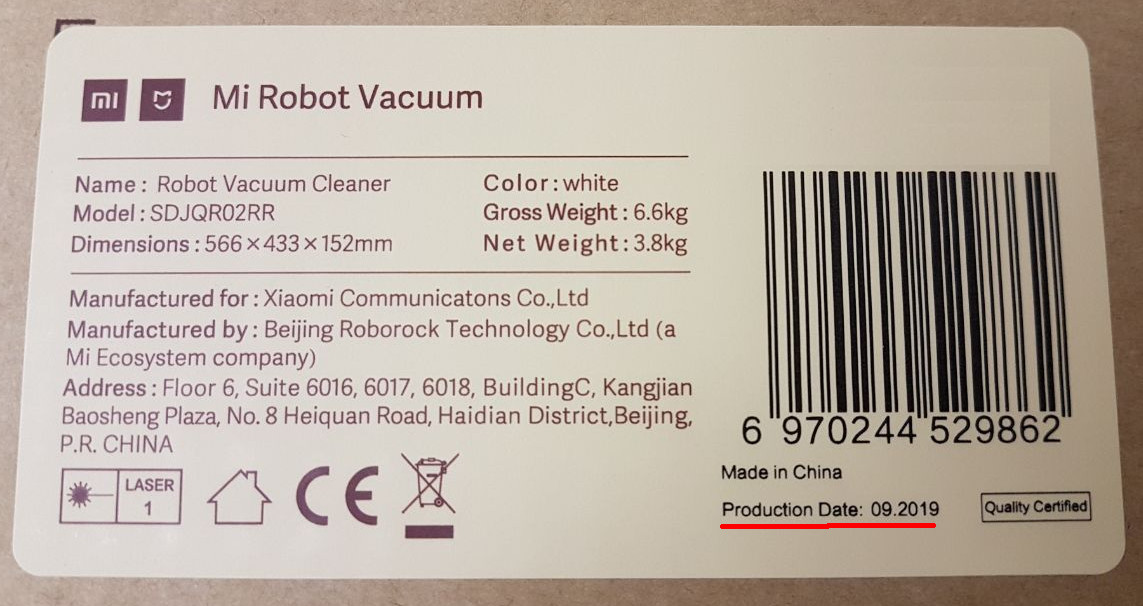 mi Mi Robot Vacuum
Name : Robot Vacuum Cleaner
Model : SDJQR02RR
Dimensions : 566×433×152mm
Color : white
Gross Weight : 6.6kg
Net Weight : 3.8kg
Manufactured for : Xiaomi Communicatons Co.,Ltd
Manufactured by : Beijing Roborock Technology Co.,Ltd (a
Mi Ecosystem company)
Address : Floor 6, Suite 6016, 6017, 6018, BuildingC, Kangjian
Baosheng Plaza, No. 8 Heiquan Road, Haidian District,Beijing,
P.R. CHINA
LASER
1
CE
6 970244 529862
Made in China
Production Date: 09.2019
Quality Certified